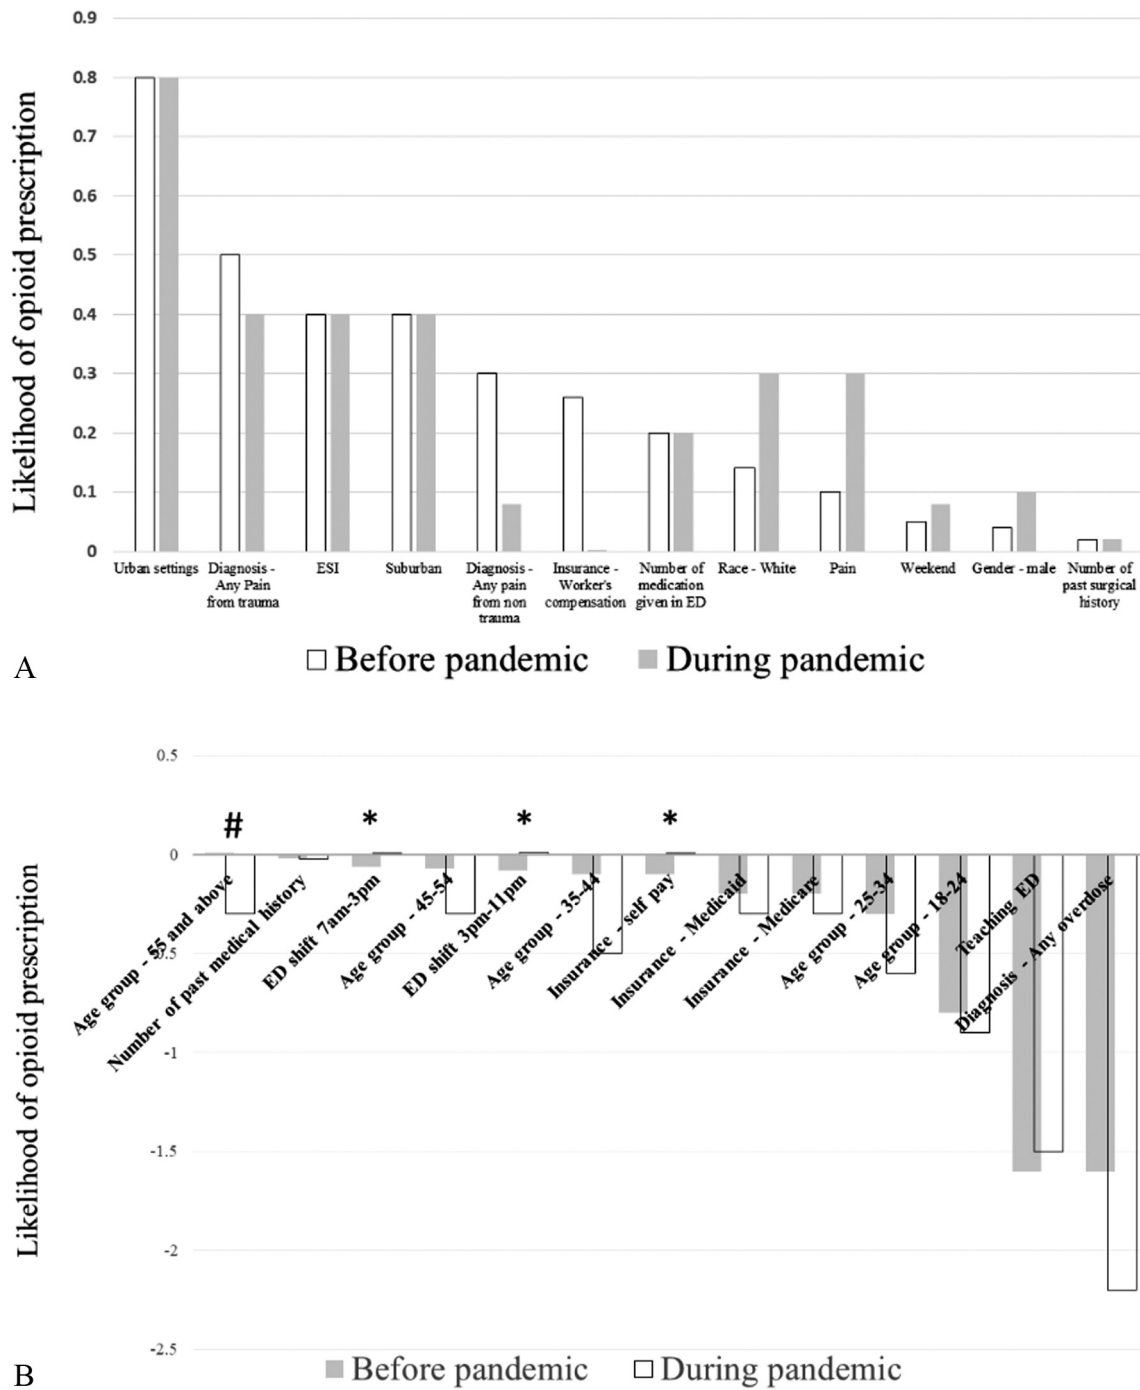 0.9
0.8
0.7
0.6
0.5
0.4
0.3
0.2
0.1
0
Likelihood of opioid prescription
Urban settings
Diagnosis -
Any Pain
from trauma
ESI
Suburban
Diagnosis -
Any pain
from non
trauma
Insurance -
Worker's
compensation
Number of
medication
given in ED
Race - White
Pain
Weekend
Gender - male
Number of
past surgical
history
A
Before pandemic
During pandemic
0.5
0
-0.5
-1
-1.5
-2
-2.5
Likelihood of opioid prescription
#
*
*
*
Age group - 55 and above
Number of past medical history
ED shift 7am-3pm
Age group - 45-54
ED shift 3pm-11pm
Age group - 35-44
Insurance - self pay
Insurance - Medicaid
Insurance - Medicare
Age group - 25-34
Age group - 18-24
Teaching ED
Diagnosis - Any overdose
B
Before pandemic
During pandemic